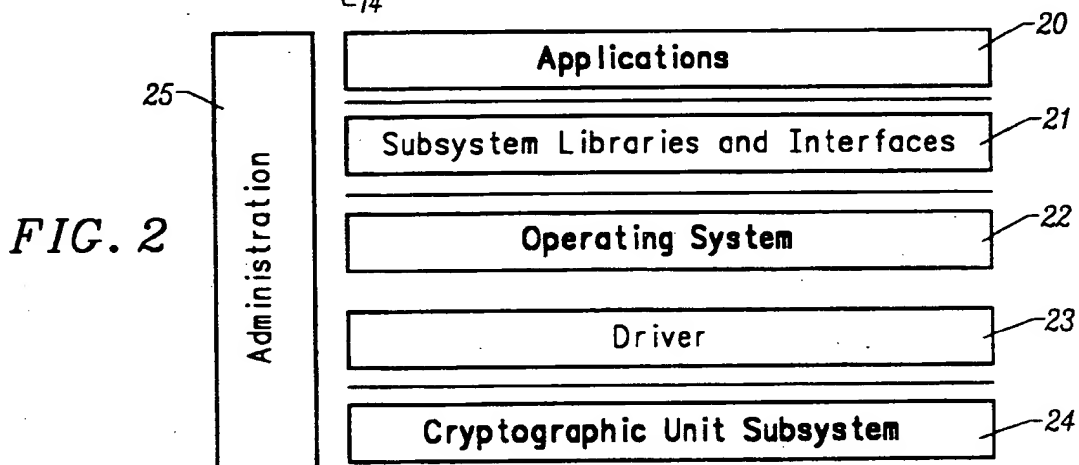 14
20
Applications
25
21
Subsystem Libraries and Interfaces
FIG. 2
Administration
22
Operating System
23
Driver
24
Cryptographic Unit Subsystem